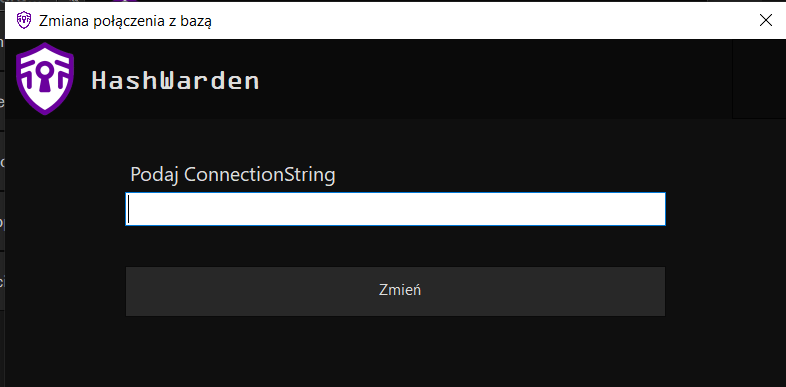 Zmiana połączenia z bazą
HashWarden
Podaj ConnectionString
Zmień